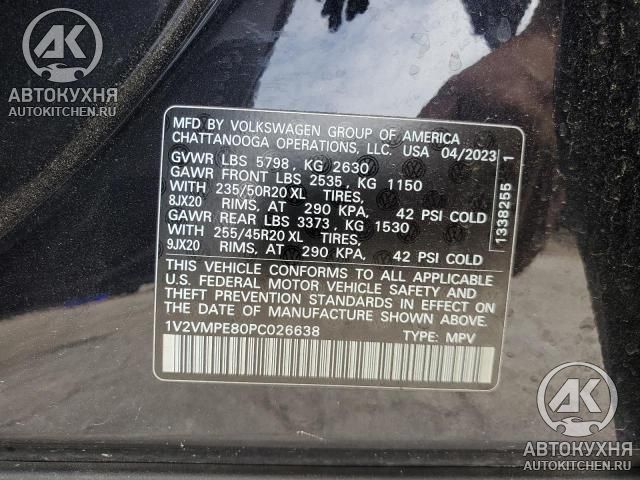 AK
АВТОКУХНЯ
AUTOKITCHEN.RU
MFD BY VOLKSWAGEN GROUP OF AMERICA
CHATTANOOGA OPERATIONS, LLC. USA 04/2023
GVWR LBS 5798, KG 2630
GAWR FRONT LBS 2535, KG 1150
WITH 235/50R20 XL TIRES,
8JX20 RIMS, AT 290 KPA, 42 PSI COLD
GAWR REAR LBS 3373, KG 1530
WITH 255/45R20 XL TIRES,
9JX20 RIMS, AT 290 KPA, 42 PSI COLD
1338255 1
THIS VEHICLE CONFORMS TO ALL APPLICABLE
U.S. FEDERAL MOTOR VEHICLE SAFETY AND
THEFT PREVENTION STANDARDS IN EFFECT ON
THE DATE OF MANUFACTURE SHOWN ABOVE.
1V2VMPE80PC026638 TYPE: MPV
AK
АВТОКУХНЯ
AUTOKITCHEN.RU